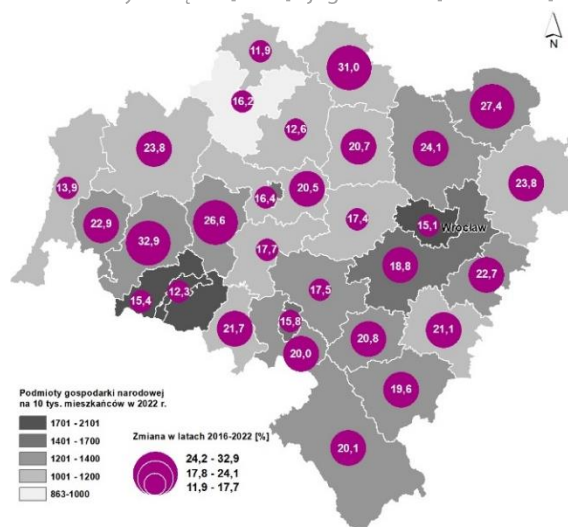 N
11,9
31,0
27,4
16,2
12,6
20,7
24,1
23,8
23,8
13,9
20,5
16,4
17,4
15,1
Wrocław
22,9
32,9
26,6
17,7
18,8
22,7
15,4
12,3
17,5
21,7
15,8
20,8
21,1
20,0
19,6
20,1
Podmioty gospodarki narodowej
na 10 tys. mieszkańców w 2022 r.
1701 - 2101
1401 - 1700
1201 - 1400
1001 - 1200
863-1000
Zmiana w latach 2016-2022 [%]
24,2 - 32,9
17,8 - 24,1
11,9 - 17,7